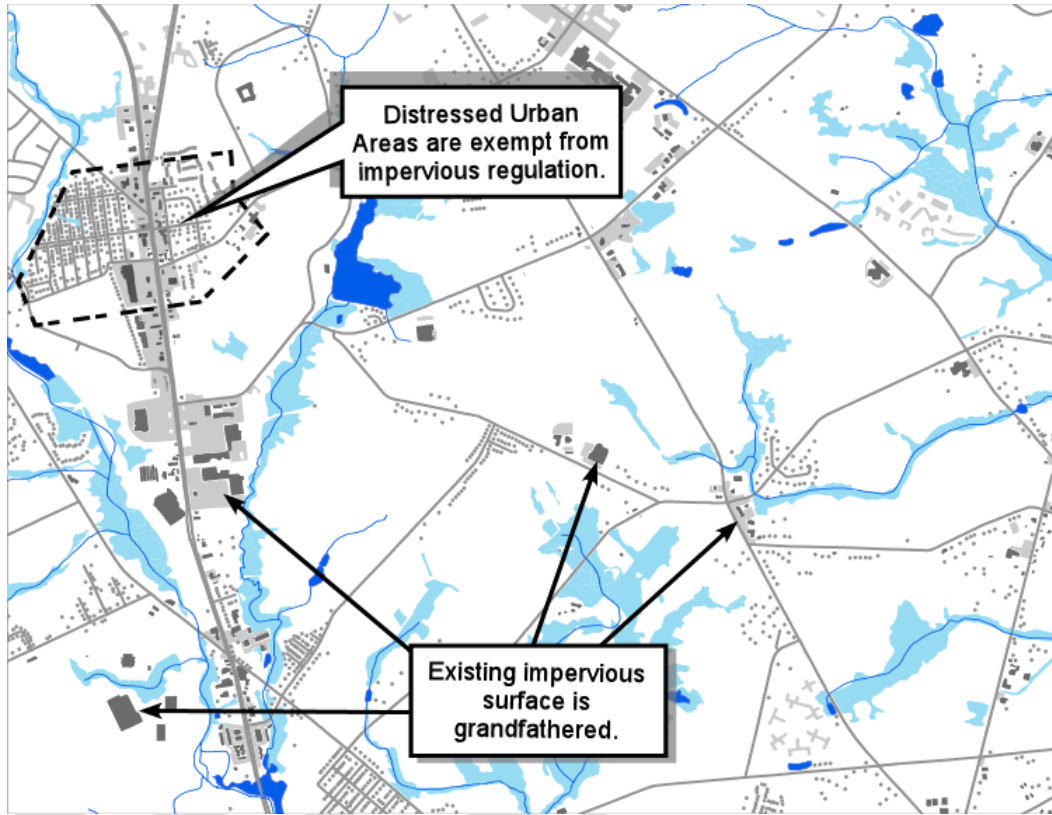 Distressed Urban
Areas are exempt from
impervious regulation.
Existing impervious
surface is
grandfathered.